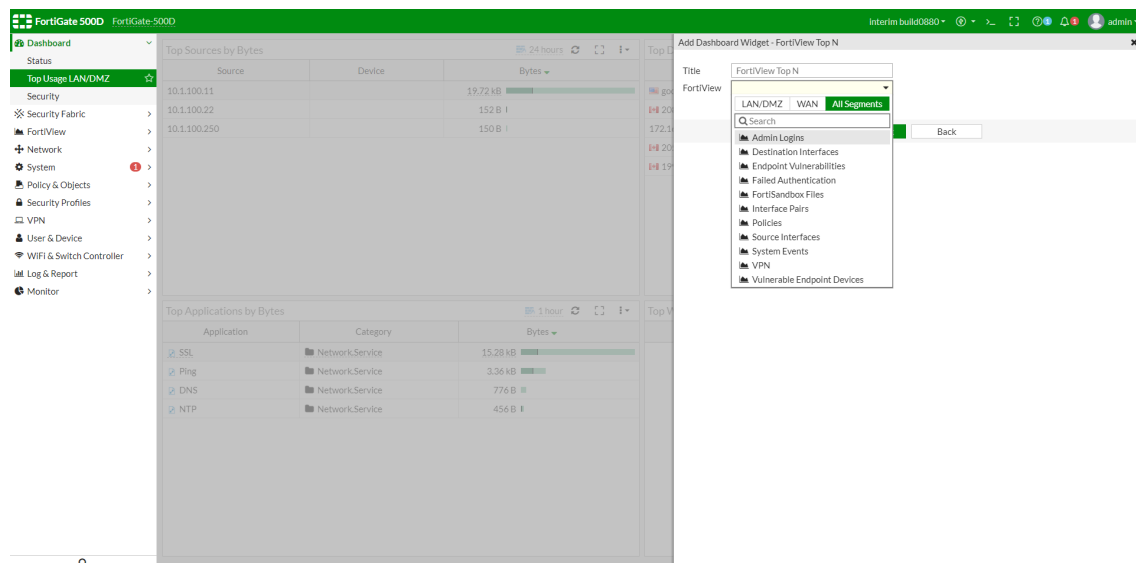 FortiGate 500D FortiGate-500D
interim build0880
1
1
admin
Dashboard
Status
Top Usage LAN/DMZ
Security
Security Fabric
FortiView
Network
System 1
Policy & Objects
Security Profiles
VPN
User & Device
WiFi & Switch Controller
Log & Report
Monitor
Top Sources by Bytes 24 hours
Source Device Bytes
10.1.100.11 19.72 kB
10.1.100.22 152 B
10.1.100.250 150 B
Top Applications by Bytes 1 hour
Application Category Bytes
SSL Network.Service 15.28 kB
Ping Network.Service 3.36 kB
DNS Network.Service 776 B
NTP Network.Service 456 B
Top
Top
Add Dashboard Widget - FortiView Top N
Title FortiView Top N
FortiView
LAN/DMZ WAN All Segments
Search
Admin Logins
Destination Interfaces
Endpoint Vulnerabilities
Failed Authentication
FortiSandbox Files
Interface Pairs
Policies
Source Interfaces
System Events
VPN
Vulnerable Endpoint Devices
Back